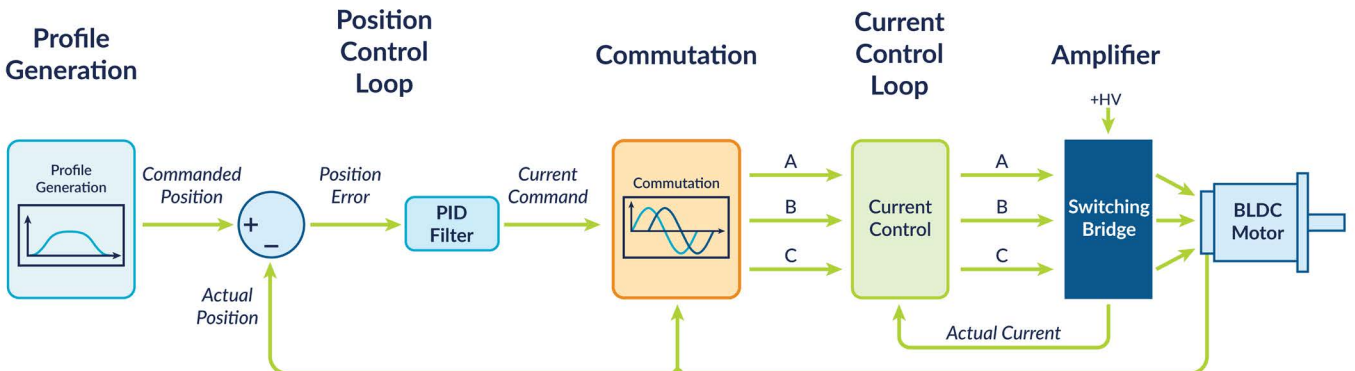 Profile
Generation
Position
Control
Loop
Commutation
Current
Control
Loop
Amplifier
+HV
Profile
Generation
Commanded
Position
+
−
Position
Error
PID
Filter
Current
Command
Commutation
A
B
C
Current
Control
A
B
C
Switching
Bridge
BLDC
Motor
Actual
Position
Actual Current